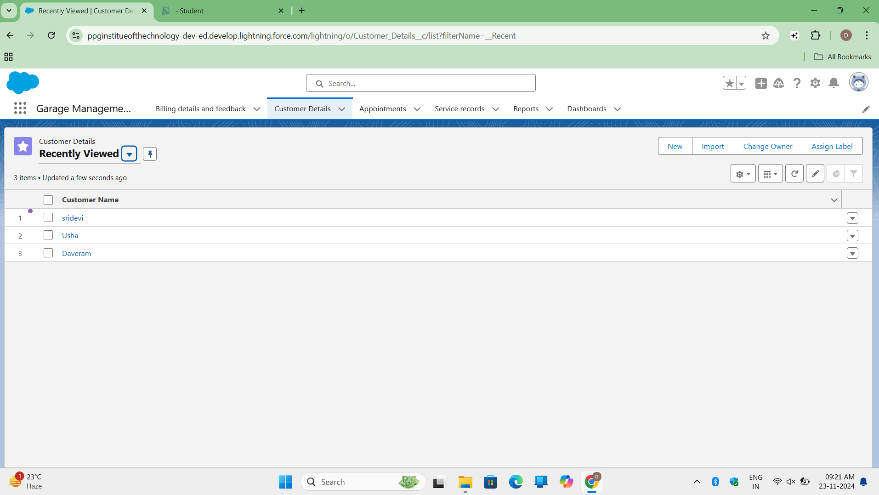 Recently Viewed | Customer De
- Student
ppginstitueofthechnology-dev-ed.develop.lightning.force.com/lightning/o/Customer_Details__c/list?filterName=__Recent
D
All Bookmarks
Search...
Garage Manageme...
Billing details and feedback
Customer Details
Appointments
Service records
Reports
Dashboards
Customer Details
Recently Viewed
New
Import
Change Owner
Assign Label
3 items • Updated a few seconds ago
Customer Name
1 sridevi
2 Usha
3 Daveram
1
23°C
Haze
Search
ENG
IN
09:21 AM
23-11-2024